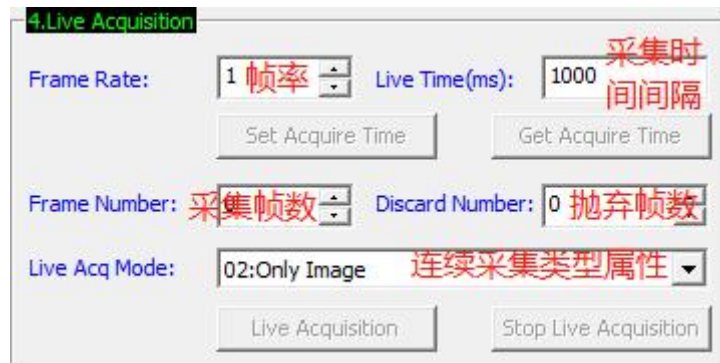 4.Live Acquisition
Frame Rate: 1 帧率 Live Time(ms): 1000 采集时
间间隔
Set Acquire Time Get Acquire Time
Frame Number: 采集帧数 Discard Number: 0 抛弃帧数
Live Acq Mode: 02:Only Image 连续采集类型属性
Live Acquisition Stop Live Acquisition